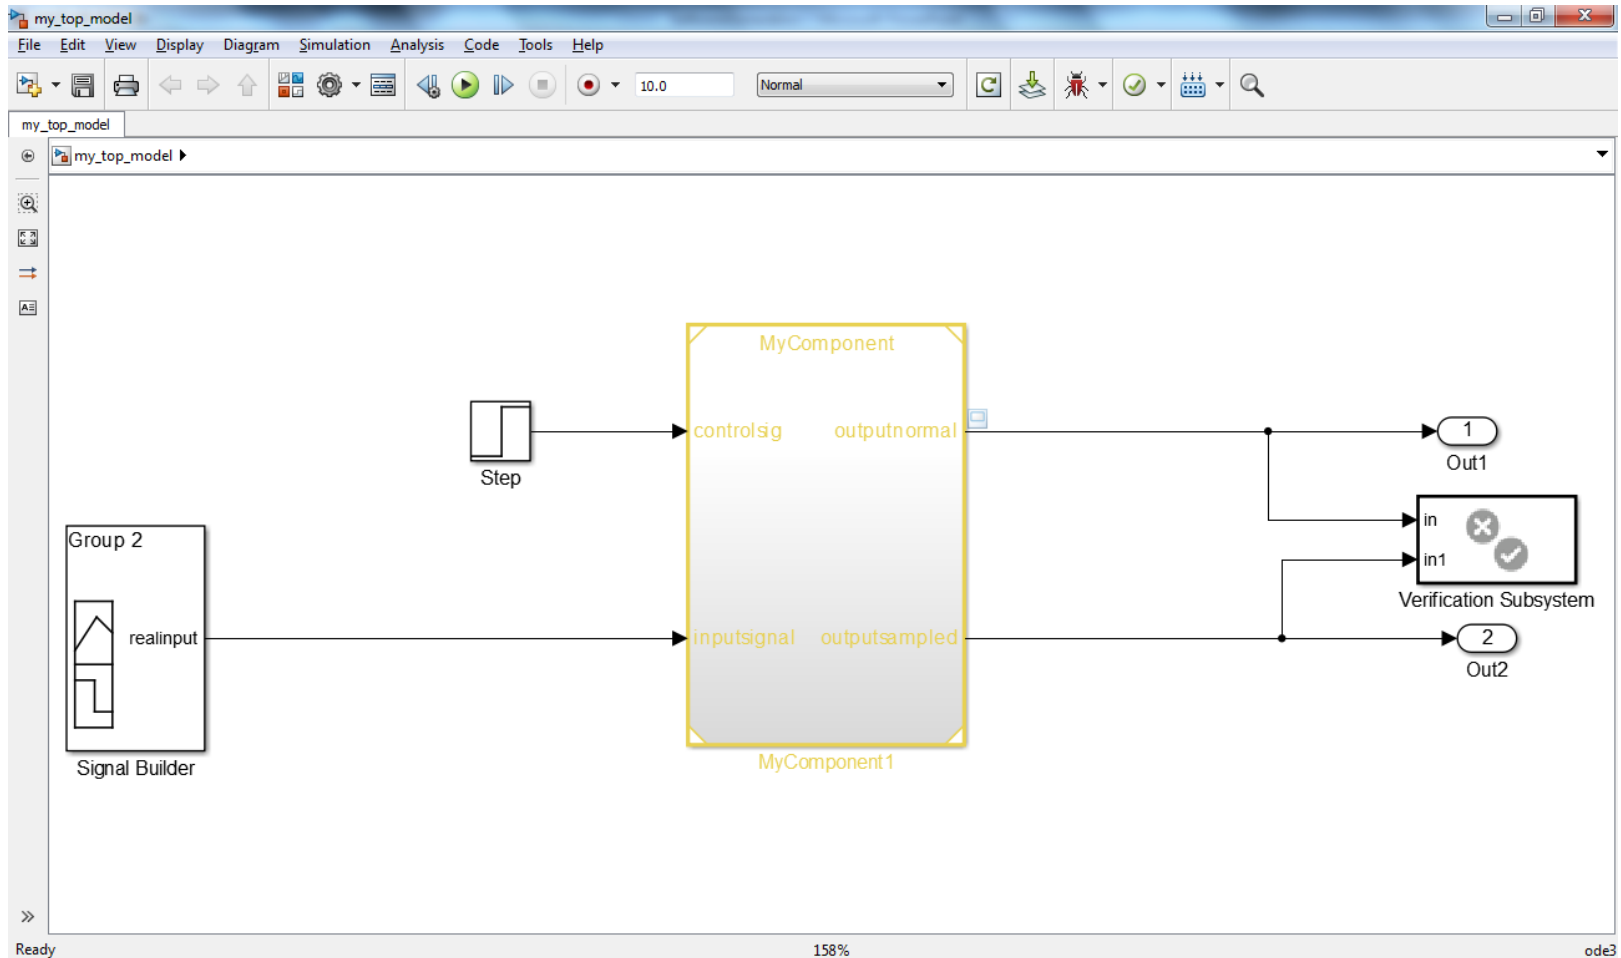 my_top_model
File Edit View Display Diagram Simulation Analysis Code Tools Help
10.0 Normal
my_top_model
my_top_model
MyComponent
controlsig outputnormal
1
Step
Out1
in
Group 2
in1
Verification Subsystem
realinput
inputsignal outputsampled
2
Out2
MyComponent1
Signal Builder
Ready 158% ode3